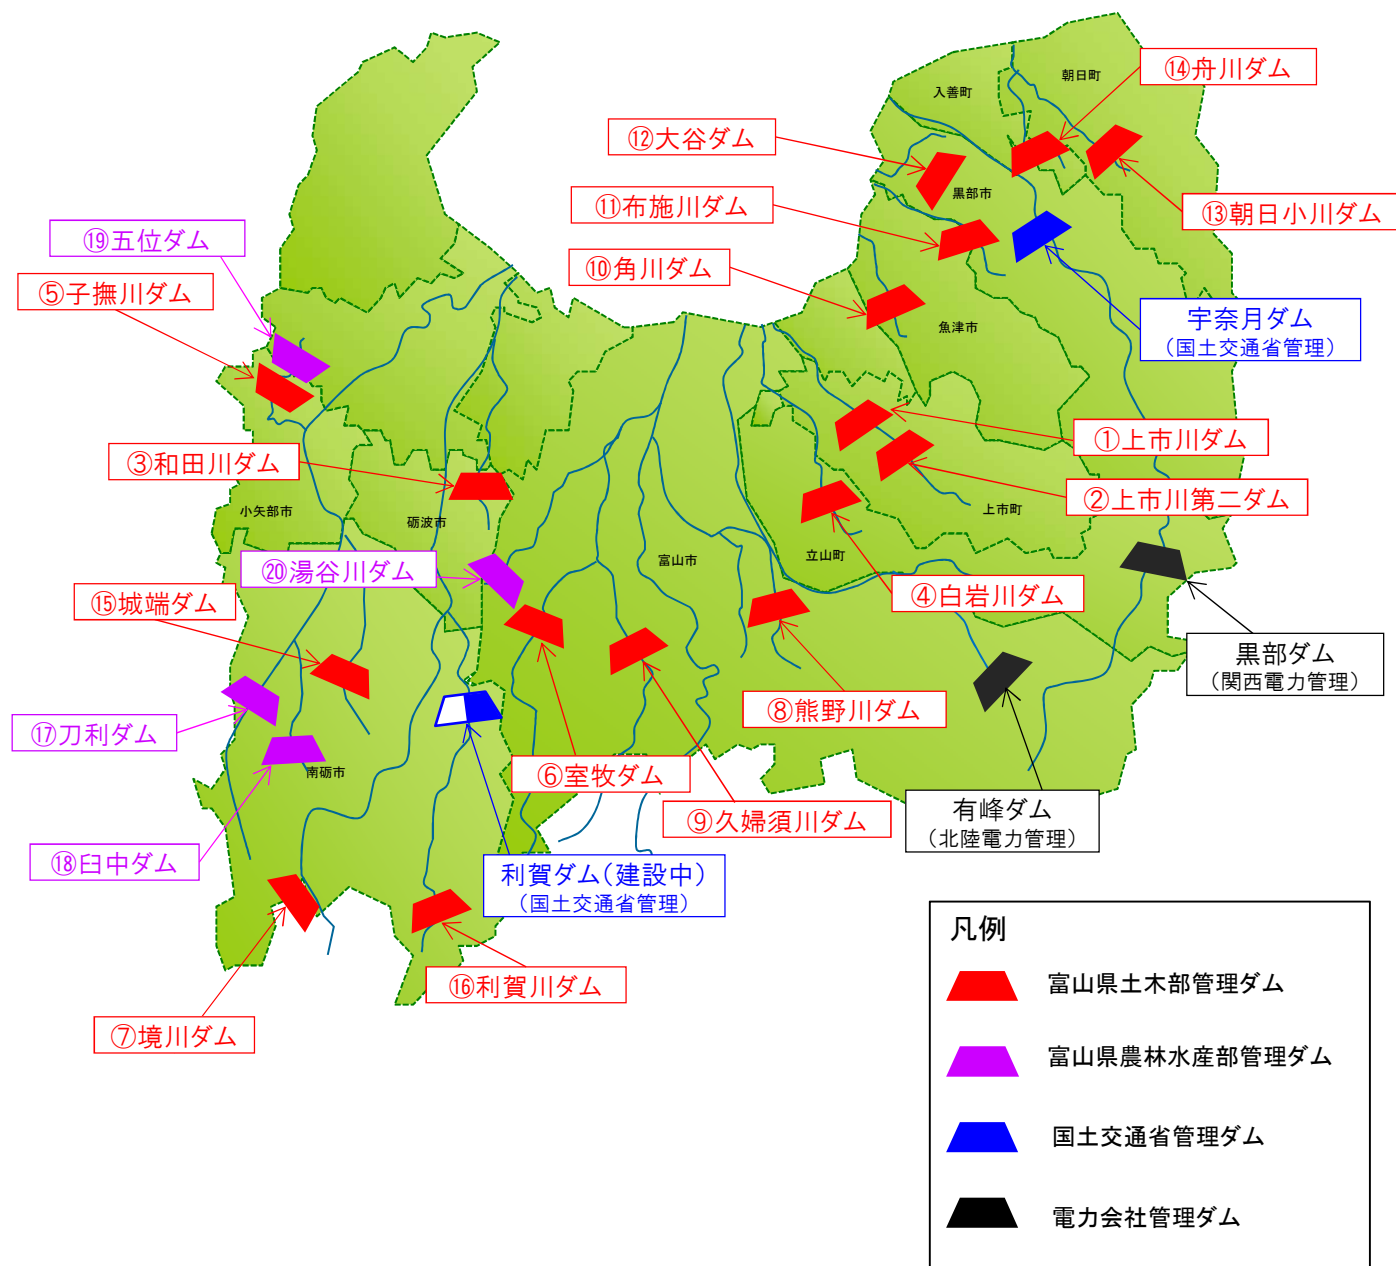 朝日町
⑭舟川ダム
入善町
⑫大谷ダム
黒部市
⑪布施川ダム
⑬朝日小川ダム
⑲五位ダム
⑩角川ダム
⑤子撫川ダム
宇奈月ダム
（国土交通省管理）
魚津市
①上市川ダム
③和田川ダム
②上市川第二ダム
小矢部市
砺波市
上市町
富山市
立山町
⑳湯谷川ダム
⑮城端ダム
④白岩川ダム
黒部ダム
（関西電力管理）
⑧熊野川ダム
⑰刀利ダム
南砺市
⑥室牧ダム
有峰ダム
（北陸電力管理）
⑨久婦須川ダム
⑱臼中ダム
利賀ダム（建設中）
（国土交通省管理）
⑯利賀川ダム
⑦境川ダム
凡例
富山県土木部管理ダム
富山県農林水産部管理ダム
国土交通省管理ダム
電力会社管理ダム